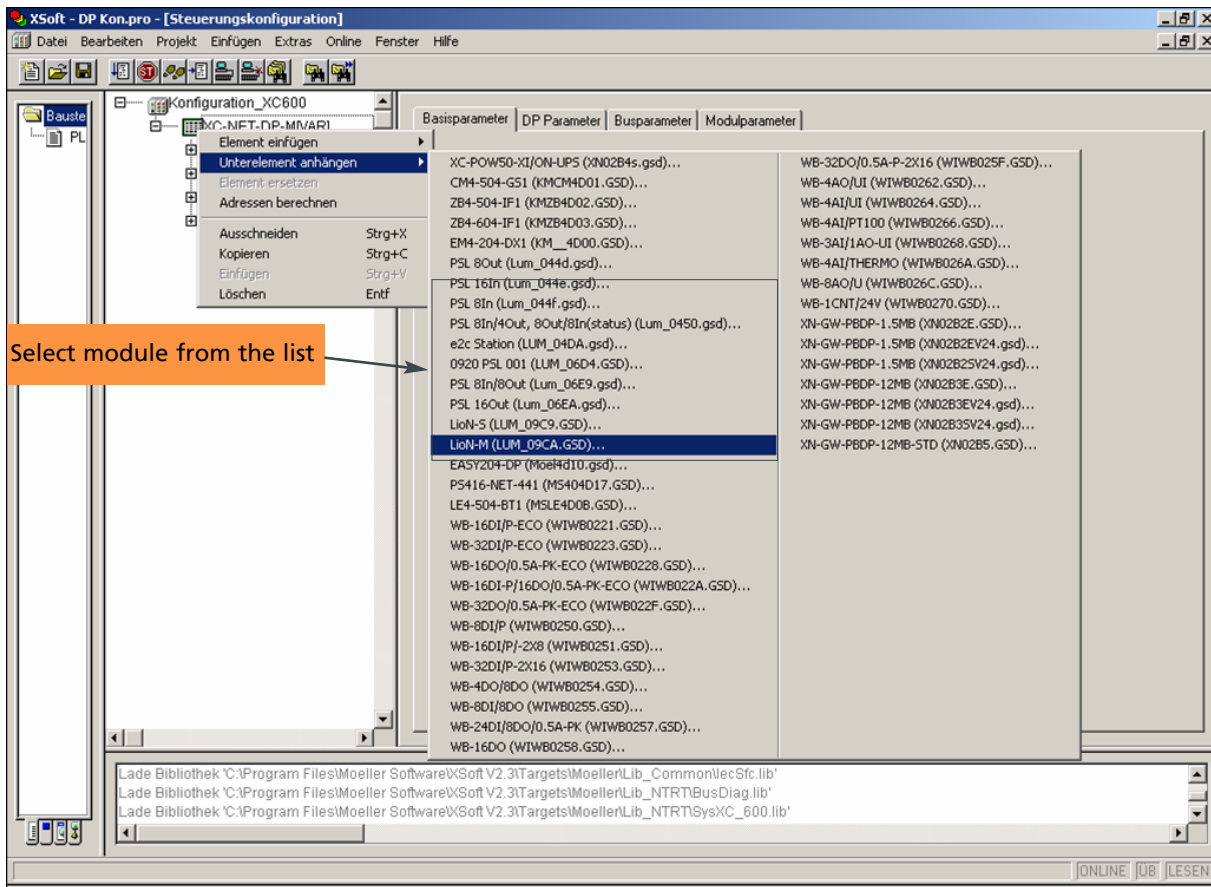 XSoft - DP Kon.pro - [Steuerungskonfiguration]
Datei Bearbeiten Projekt Einfügen Extras Online Fenster Hilfe
Bauste
PL
Konfiguration_XC600
XC-NET-DP-M[VAR]
Basisparameter DP Parameter Busparameter Modulparameter
Element einfügen
Unterelement anhängen
Element ersetzen
Adressen berechnen
Ausschneiden Strg+X
Kopieren Strg+C
Einfügen Strg+V
Löschen Entf
Select module from the list
XC-POW50-XI/ON-UPS (XN02B4s.gsd)...
CM4-504-GS1 (KMCM4D01.GSD)...
ZB4-504-IF1 (KMZB4D02.GSD)...
ZB4-604-IF1 (KMZB4D03.GSD)...
EM4-204-DX1 (KM__4D00.GSD)...
PSL 8Out (Lum_044d.gsd)...
PSL 16In (Lum_044e.gsd)...
PSL 8In (Lum_044f.gsd)...
PSL 8In/4Out, 8Out/8In(status) (Lum_0450.gsd)...
e2c Station (LUM_04DA.gsd)...
0920 PSL 001 (LUM_06D4.GSD)...
PSL 8In/8Out (Lum_06E9.gsd)...
PSL 16Out (Lum_06EA.gsd)...
LioN-S (LUM_09C9.GSD)...
LioN-M (LUM_09CA.GSD)...
EASY204-DP (Moel4d10.gsd)...
PS416-NET-441 (MS404D17.GSD)...
LE4-504-BT1 (MSLE4D0B.GSD)...
WB-16DI/P-ECO (WIWB0221.GSD)...
WB-32DI/P-ECO (WIWB0223.GSD)...
WB-16DO/0.5A-PK-ECO (WIWB0228.GSD)...
WB-16DI-P/16DO/0.5A-PK-ECO (WIWB022A.GSD)...
WB-32DO/0.5A-PK-ECO (WIWB022F.GSD)...
WB-8DI/P (WIWB0250.GSD)...
WB-16DI/P/-2X8 (WIWB0251.GSD)...
WB-32DI/P-2X16 (WIWB0253.GSD)...
WB-4DO/8DO (WIWB0254.GSD)...
WB-8DI/8DO (WIWB0255.GSD)...
WB-24DI/8DO/0.5A-PK (WIWB0257.GSD)...
WB-16DO (WIWB0258.GSD)...
WB-32DO/0.5A-P-2X16 (WIWB025F.GSD)...
WB-4AO/UI (WIWB0262.GSD)...
WB-4AI/UI (WIWB0264.GSD)...
WB-4AI/PT100 (WIWB0266.GSD)...
WB-3AI/1AO-UI (WIWB0268.GSD)...
WB-4AI/THERMO (WIWB026A.GSD)...
WB-8AO/U (WIWB026C.GSD)...
WB-1CNT/24V (WIWB0270.GSD)...
XN-GW-PBDP-1.5MB (XN02B2E.GSD)...
XN-GW-PBDP-1.5MB (XN02B2EV24.gsd)...
XN-GW-PBDP-1.5MB (XN02B2SV24.gsd)...
XN-GW-PBDP-12MB (XN02B3E.GSD)...
XN-GW-PBDP-12MB (XN02B3EV24.gsd)...
XN-GW-PBDP-12MB (XN02B3SV24.gsd)...
XN-GW-PBDP-12MB-STD (XN02B5.GSD)...
Lade Bibliothek 'C:\Program Files\Moeller Software\XSoft V2.3\Targets\Moeller\Lib_Common\IecSfc.lib'
Lade Bibliothek 'C:\Program Files\Moeller Software\XSoft V2.3\Targets\Moeller\Lib_NTRT\BusDiag.lib'
Lade Bibliothek 'C:\Program Files\Moeller Software\XSoft V2.3\Targets\Moeller\Lib_NTRT\SysXC_600.lib'
ONLINE ÜB LESEN